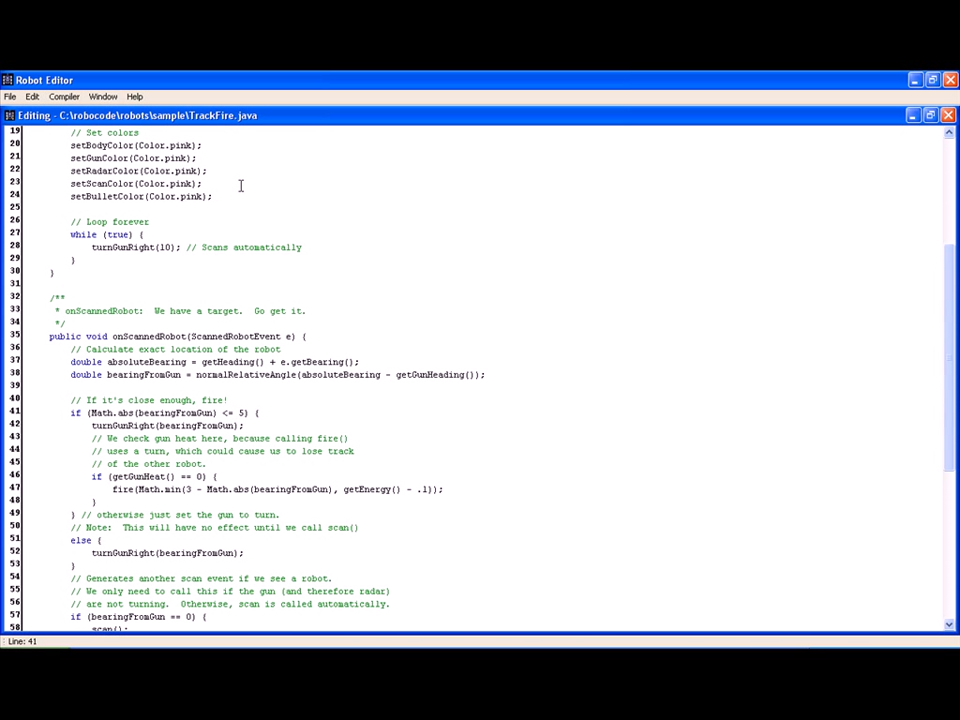 Robot Editor
File Edit Compiler Window Help
Editing - C:\robocode\robots\sample\TrackFire.java
19 // Set colors
20 setBodyColor(Color.pink);
21 setGunColor(Color.pink);
22 setRadarColor(Color.pink);
23 setScanColor(Color.pink);
24 setBulletColor(Color.pink);
25
26 // Loop forever
27 while (true) {
28 turnGunRight(10); // Scans automatically
29 }
30 }
31
32 /**
33 * onScannedRobot:  We have a target.  Go get it.
34 */
35 public void onScannedRobot(ScannedRobotEvent e) {
36 // Calculate exact location of the robot
37 double absoluteBearing = getHeading() + e.getBearing();
38 double bearingFromGun = normalRelativeAngle(absoluteBearing - getGunHeading());
39
40 // If it's close enough, fire!
41 if (Math.abs(bearingFromGun) <= 5) {
42 turnGunRight(bearingFromGun);
43 // We check gun heat here, because calling fire()
44 // uses a turn, which could cause us to lose track
45 // of the other robot.
46 if (getGunHeat() == 0) {
47 fire(Math.min(3 - Math.abs(bearingFromGun), getEnergy() - .1));
48 }
49 } // otherwise just set the gun to turn.
50 // Note:  This will have no effect until we call scan()
51 else {
52 turnGunRight(bearingFromGun);
53 }
54 // Generates another scan event if we see a robot.
55 // We only need to call this if the gun (and therefore radar)
56 // are not turning.  Otherwise, scan is called automatically.
57 if (bearingFromGun == 0) {
58 scan();
Line: 41